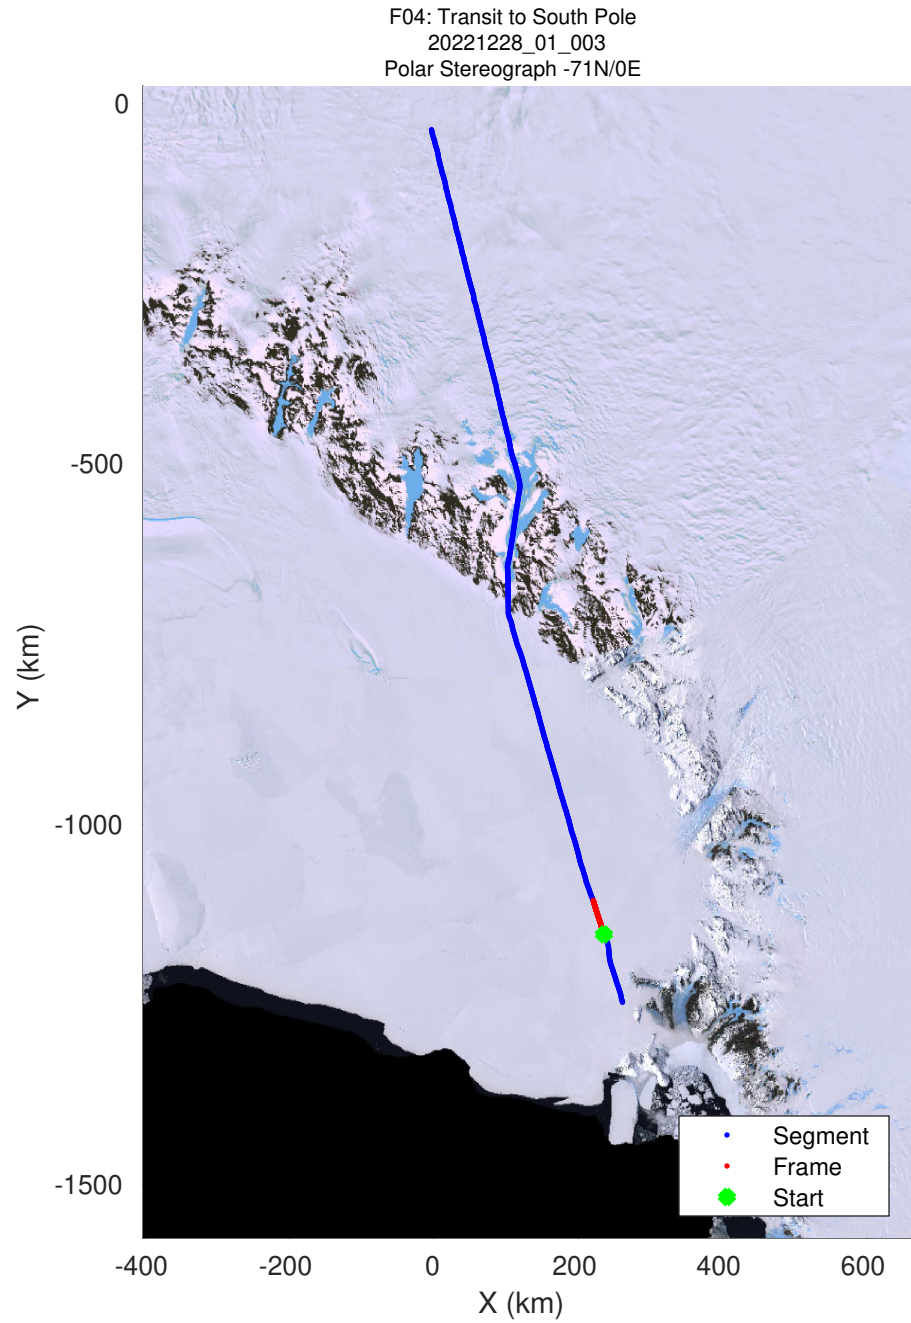 F04: Transit to South Pole
20221228_01_003
Polar Stereograph -71N/0E
0
-500
-1000
-1500
Y (km)
Segment
Frame
Start
-400 -200 0 200 400 600
X (km)